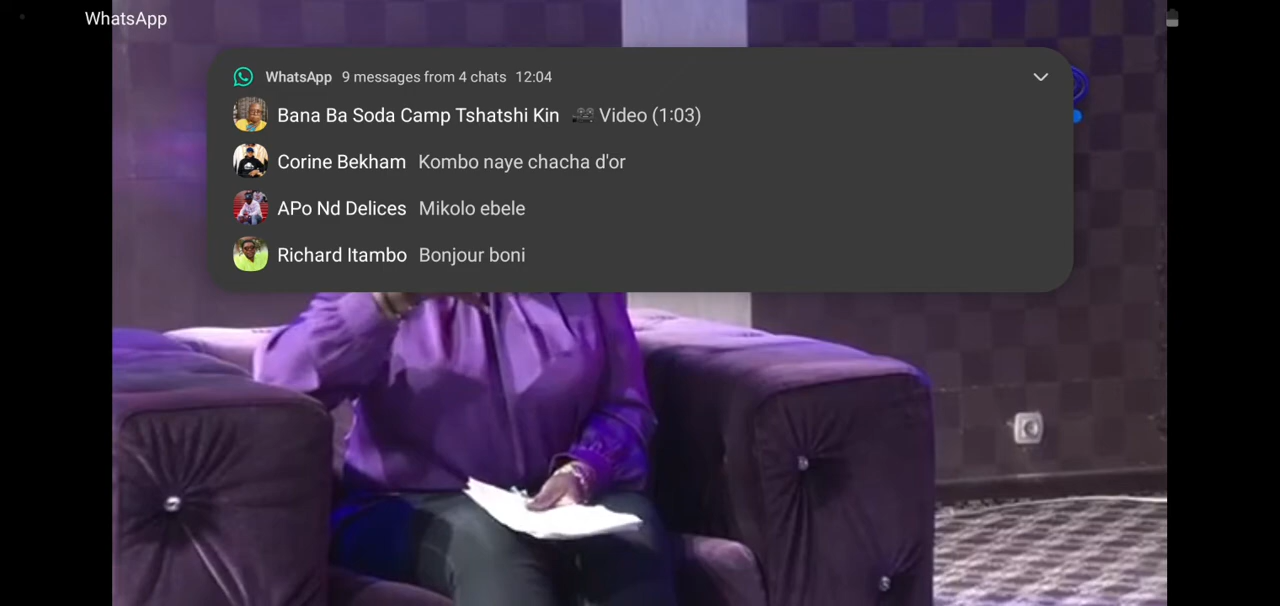 WhatsApp
WhatsApp 9 messages from 4 chats 12:04
Bana Ba Soda Camp Tshatshi Kin 🎥 Video (1:03)
Corine Bekham Kombo naye chacha d'or
APo Nd Delices Mikolo ebele
Richard Itambo Bonjour boni